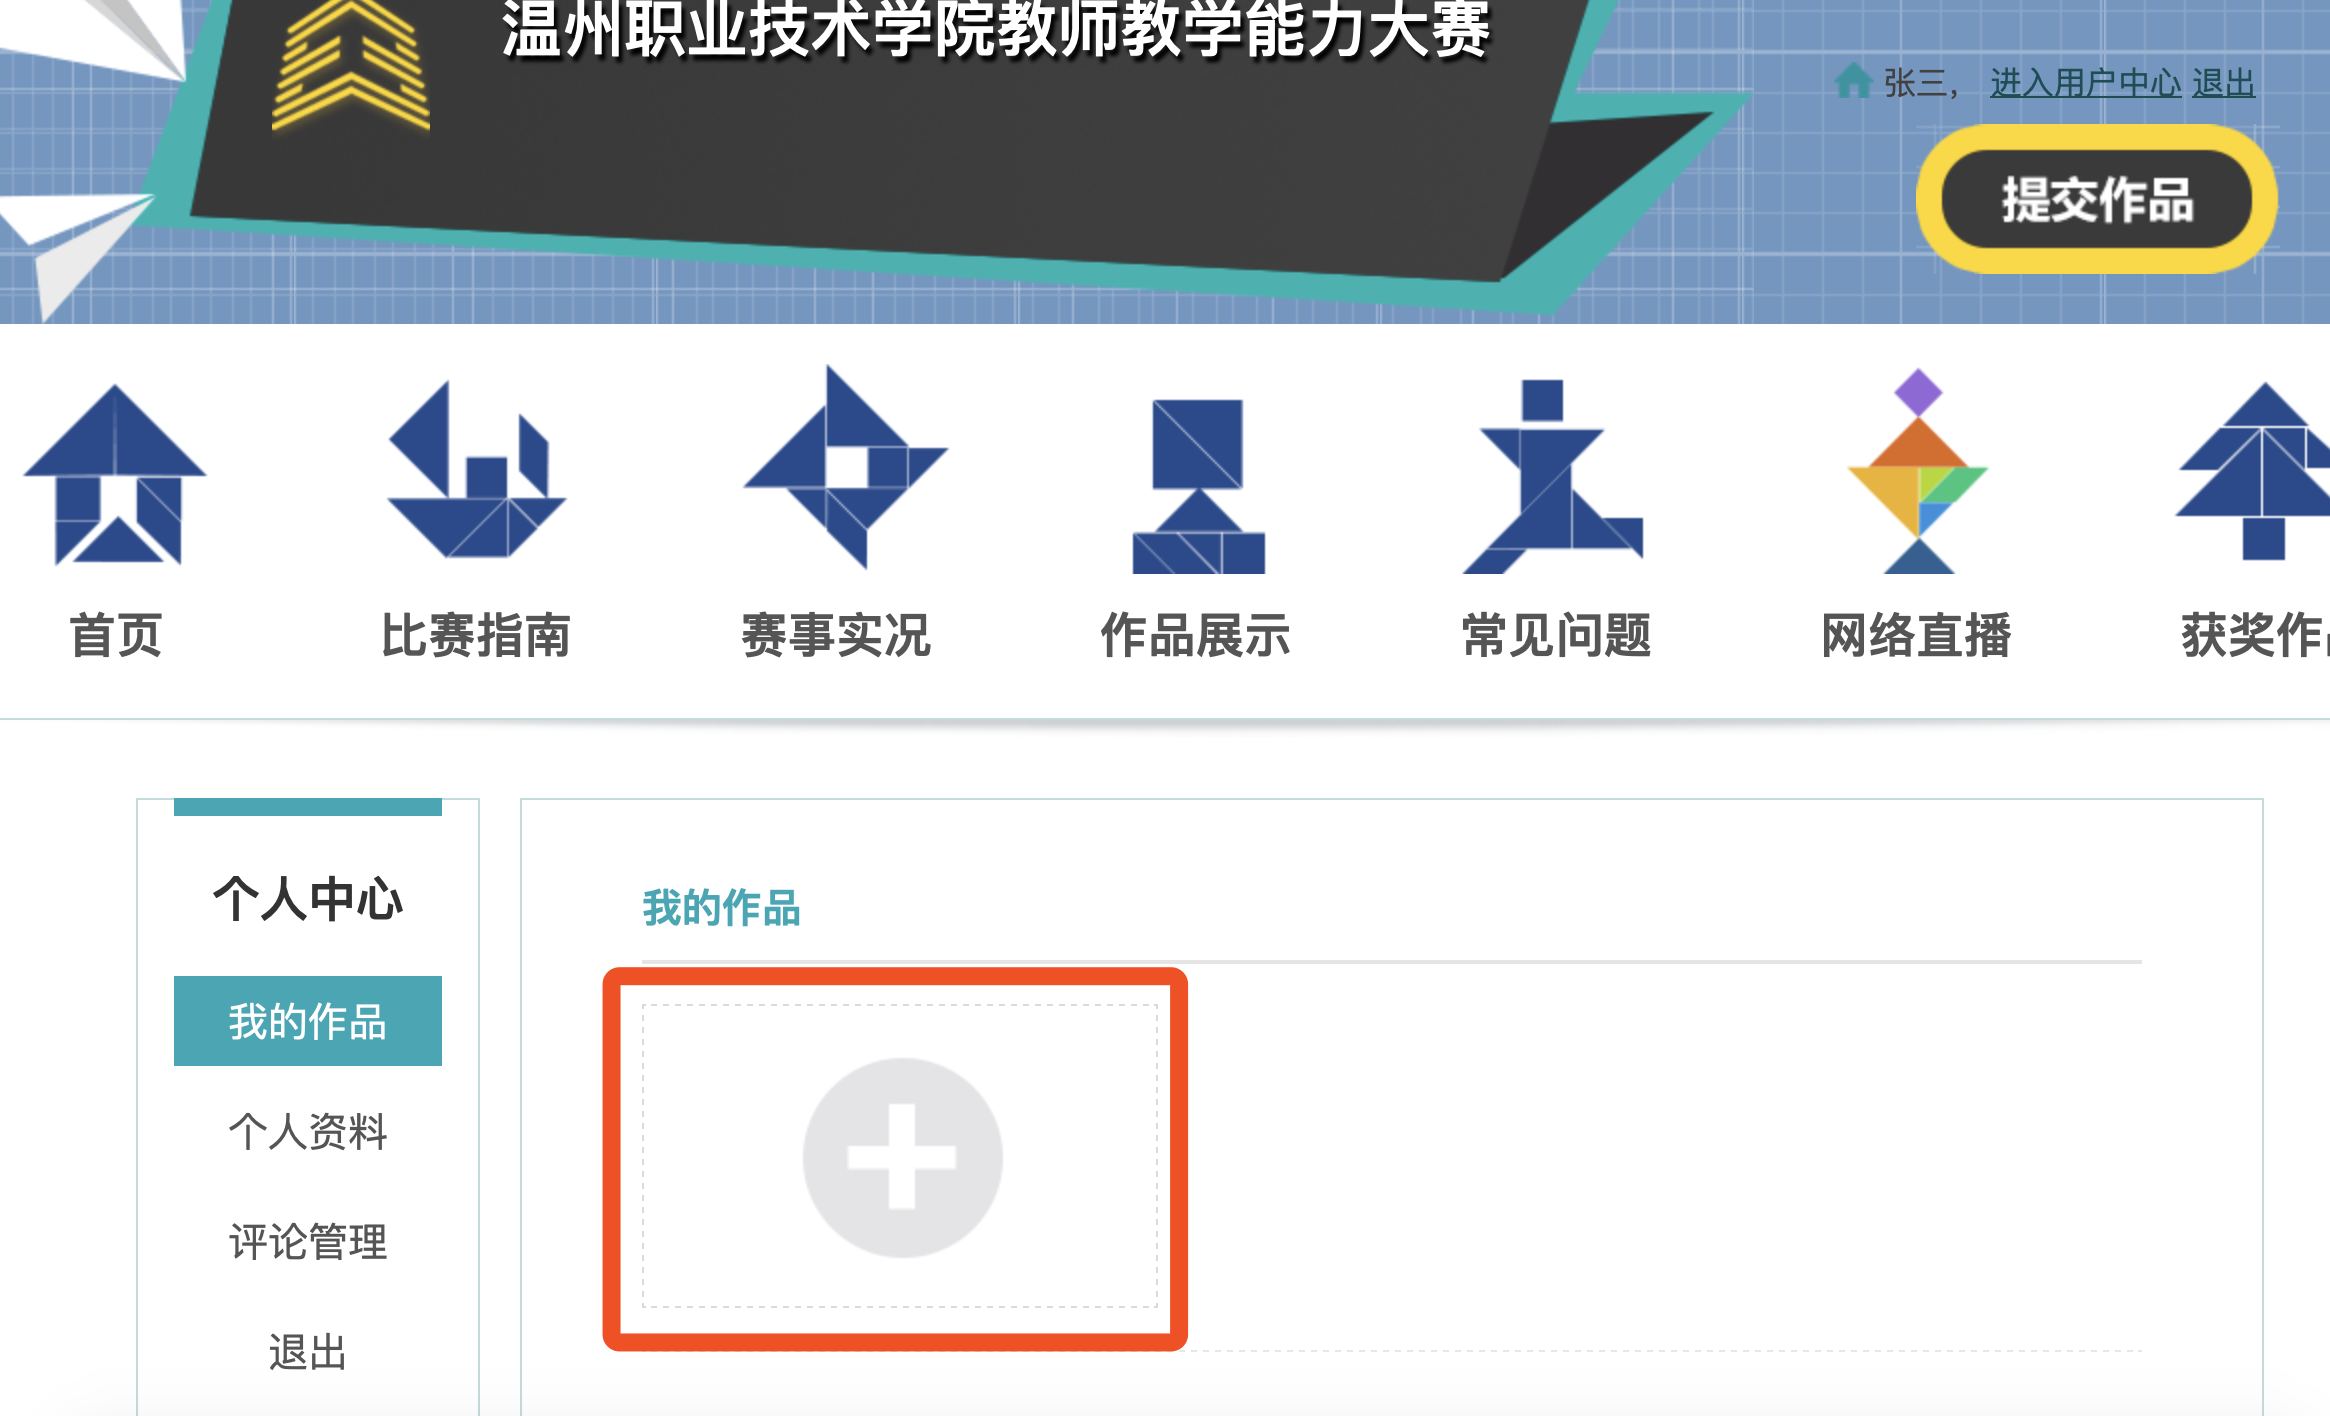 温州职业技术学院教师教学能力大赛
张三， 进入用户中心 退出
提交作品
首页 比赛指南 赛事实况 作品展示 常见问题 网络直播 获奖作
个人中心
我的作品
个人资料
评论管理
退出
我的作品